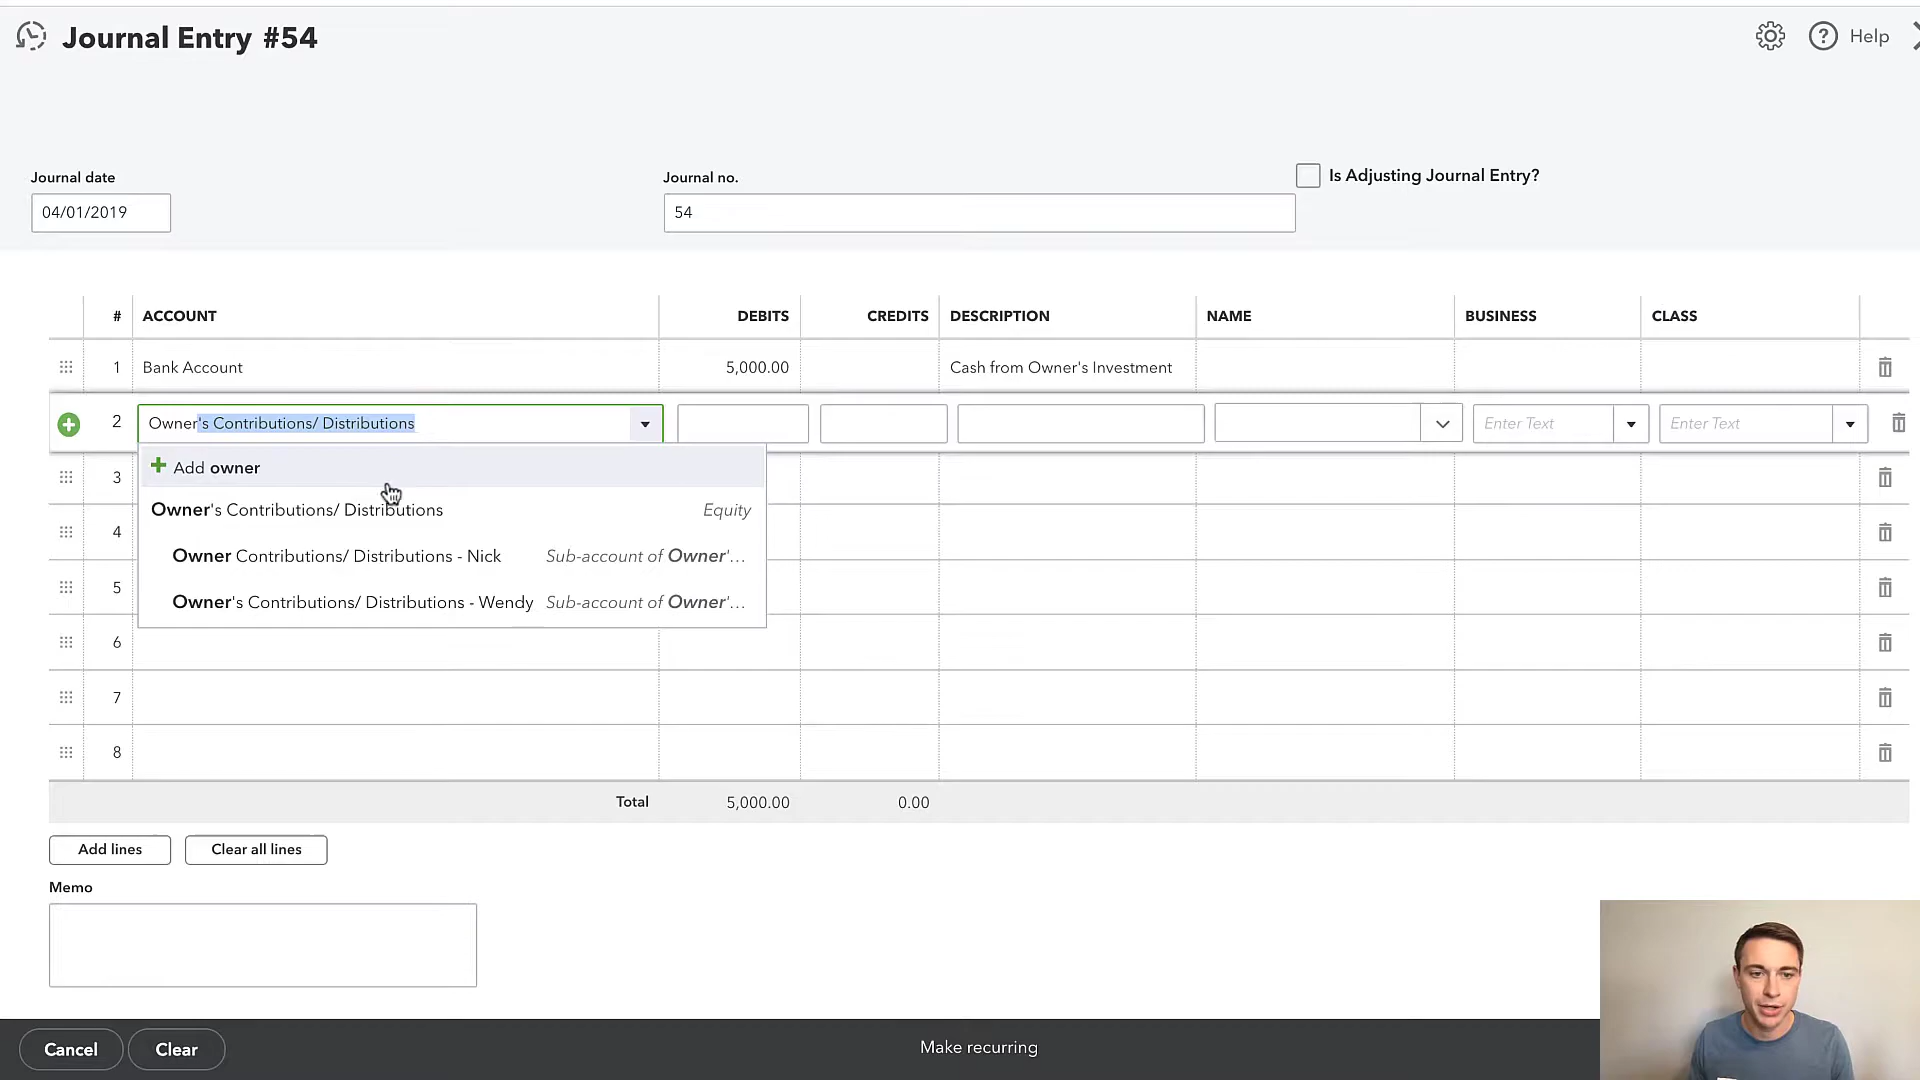 Journal Entry #54
Help
Journal date
Journal no.
Is Adjusting Journal Entry?
04/01/2019
54
# ACCOUNT DEBITS CREDITS DESCRIPTION NAME BUSINESS CLASS
1 Bank Account 5,000.00 Cash from Owner's Investment
2 Owner's Contributions/ Distributions Enter Text Enter Text
Add owner
3
Owner's Contributions/ Distributions Equity
4
Owner Contributions/ Distributions - Nick Sub-account of Owner'...
5
Owner's Contributions/ Distributions - Wendy Sub-account of Owner'...
6
7
8
Total 5,000.00 0.00
Add lines Clear all lines
Memo
Cancel Clear Make recurring